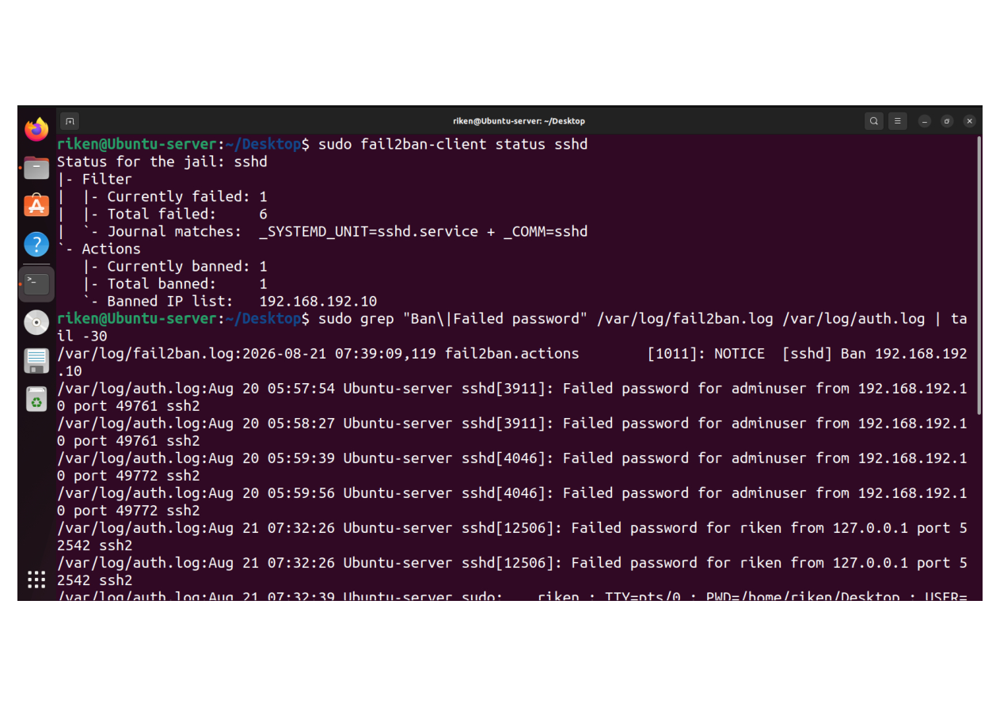 riken@Ubuntu-server: ~/Desktop
riken@Ubuntu-server:~/Desktop$ sudo fail2ban-client status sshd
Status for the jail: sshd
|- Filter
|  |- Currently failed: 1
|  |- Total failed:     6
|  `- Journal matches:  _SYSTEMD_UNIT=sshd.service + _COMM=sshd
`- Actions
   |- Currently banned: 1
   |- Total banned:     1
   `- Banned IP list:   192.168.192.10
riken@Ubuntu-server:~/Desktop$ sudo grep "Ban\|Failed password" /var/log/fail2ban.log /var/log/auth.log | ta
il -30
/var/log/fail2ban.log:2026-08-21 07:39:09,119 fail2ban.actions        [1011]: NOTICE  [sshd] Ban 192.168.192
.10
/var/log/auth.log:Aug 20 05:57:54 Ubuntu-server sshd[3911]: Failed password for adminuser from 192.168.192.1
0 port 49761 ssh2
/var/log/auth.log:Aug 20 05:58:27 Ubuntu-server sshd[3911]: Failed password for adminuser from 192.168.192.1
0 port 49761 ssh2
/var/log/auth.log:Aug 20 05:59:39 Ubuntu-server sshd[4046]: Failed password for adminuser from 192.168.192.1
0 port 49772 ssh2
/var/log/auth.log:Aug 20 05:59:56 Ubuntu-server sshd[4046]: Failed password for adminuser from 192.168.192.1
0 port 49772 ssh2
/var/log/auth.log:Aug 21 07:32:26 Ubuntu-server sshd[12506]: Failed password for riken from 127.0.0.1 port 5
2542 ssh2
/var/log/auth.log:Aug 21 07:32:26 Ubuntu-server sshd[12506]: Failed password for riken from 127.0.0.1 port 5
2542 ssh2
/var/log/auth.log:Aug 21 07:32:39 Ubuntu-server sudo:    riken : TTY=pts/0 ; PWD=/home/riken/Desktop ; USER=